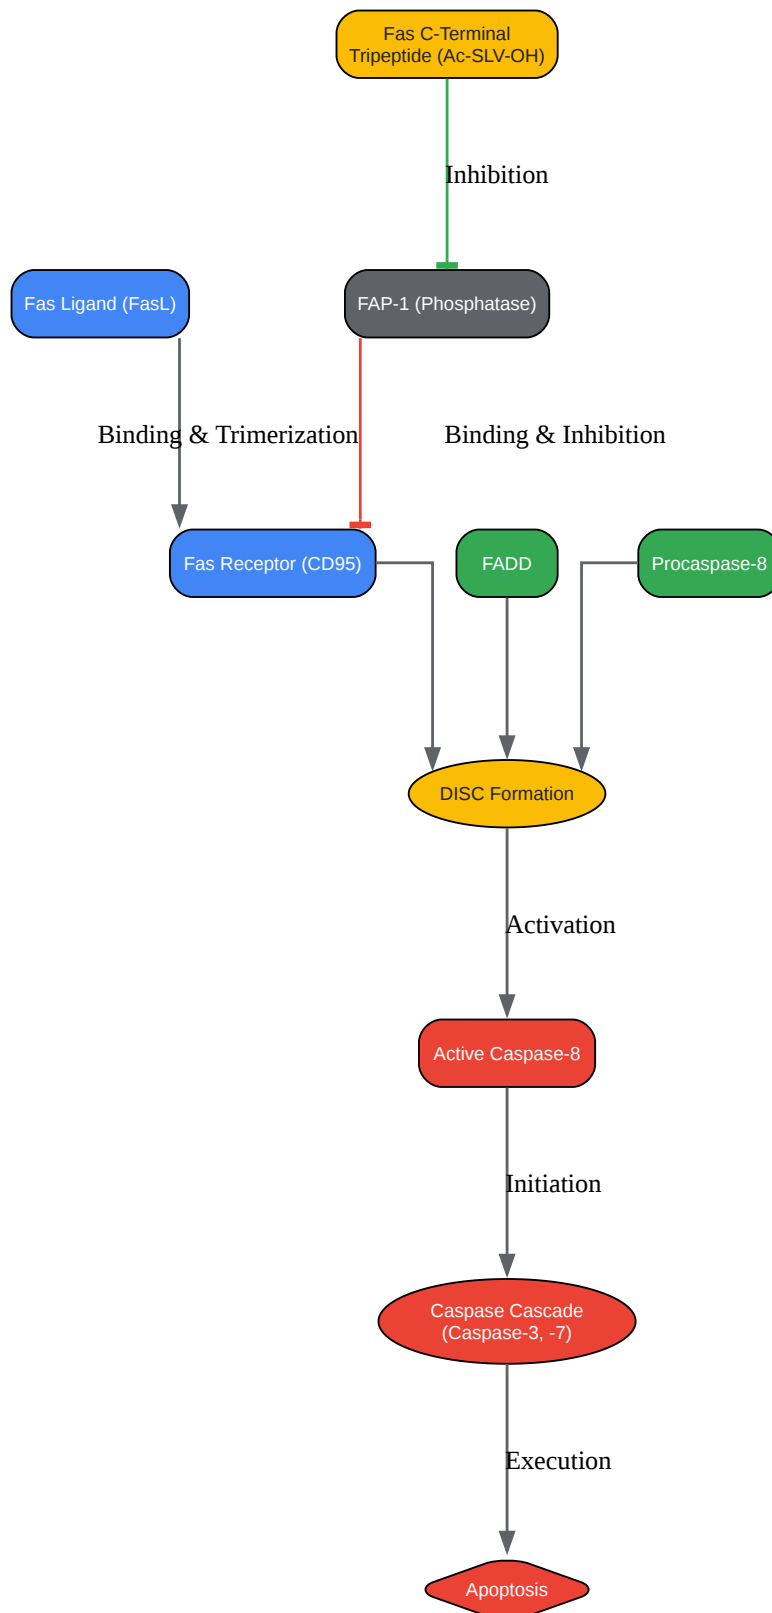 Fas C-Terminal
Tripeptide (Ac-SLV-OH)
Inhibition
Fas Ligand (FasL)
FAP-1 (Phosphatase)
Binding & Trimerization
Binding & Inhibition
Fas Receptor (CD95)
FADD
Procaspase-8
DISC Formation
Activation
Active Caspase-8
Initiation
Caspase Cascade
(Caspase-3, -7)
Execution
Apoptosis